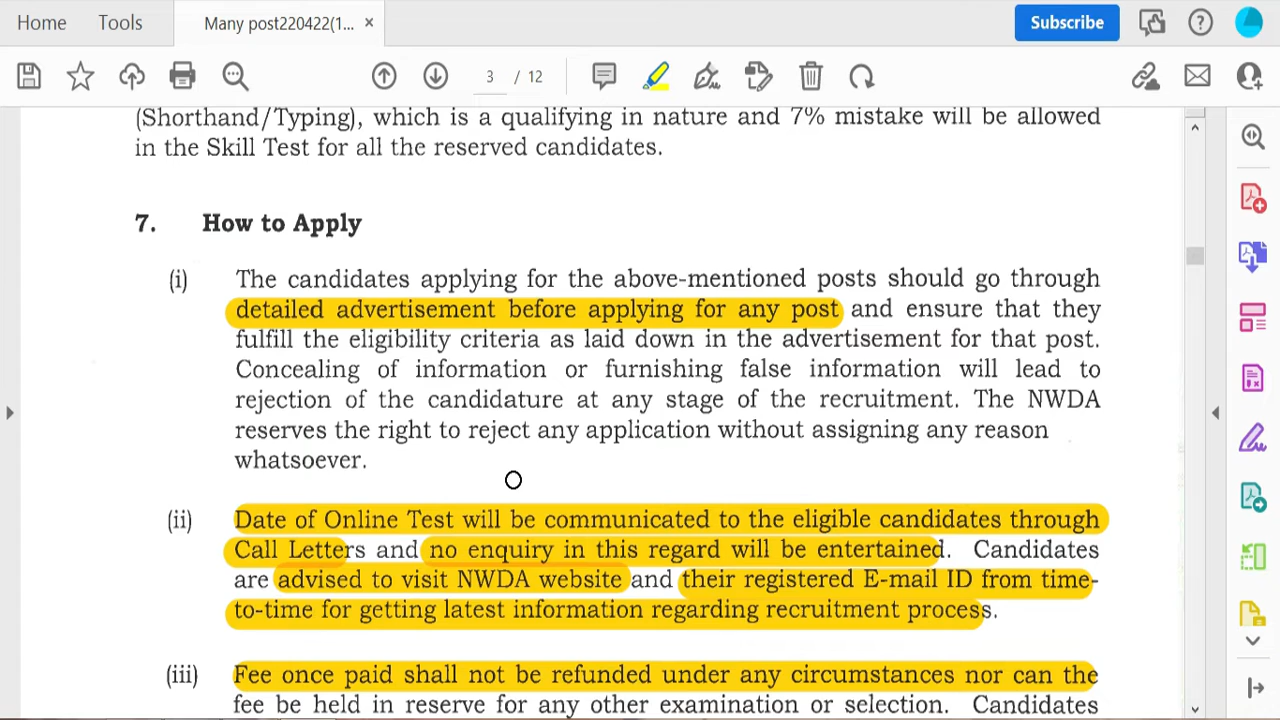 Home Tools Many post220422(1... × Subscribe
3 / 12
(Shorthand/Typing), which is a qualifying in nature and 7% mistake will be allowed
in the Skill Test for all the reserved candidates.
7. How to Apply
(i) The candidates applying for the above-mentioned posts should go through
detailed advertisement before applying for any post and ensure that they
fulfill the eligibility criteria as laid down in the advertisement for that post.
Concealing of information or furnishing false information will lead to
rejection of the candidature at any stage of the recruitment. The NWDA
reserves the right to reject any application without assigning any reason
whatsoever.
(ii) Date of Online Test will be communicated to the eligible candidates through
Call Letters and no enquiry in this regard will be entertained. Candidates
are advised to visit NWDA website and their registered E-mail ID from time-
to-time for getting latest information regarding recruitment process.
(iii) Fee once paid shall not be refunded under any circumstances nor can the
fee be held in reserve for any other examination or selection. Candidates